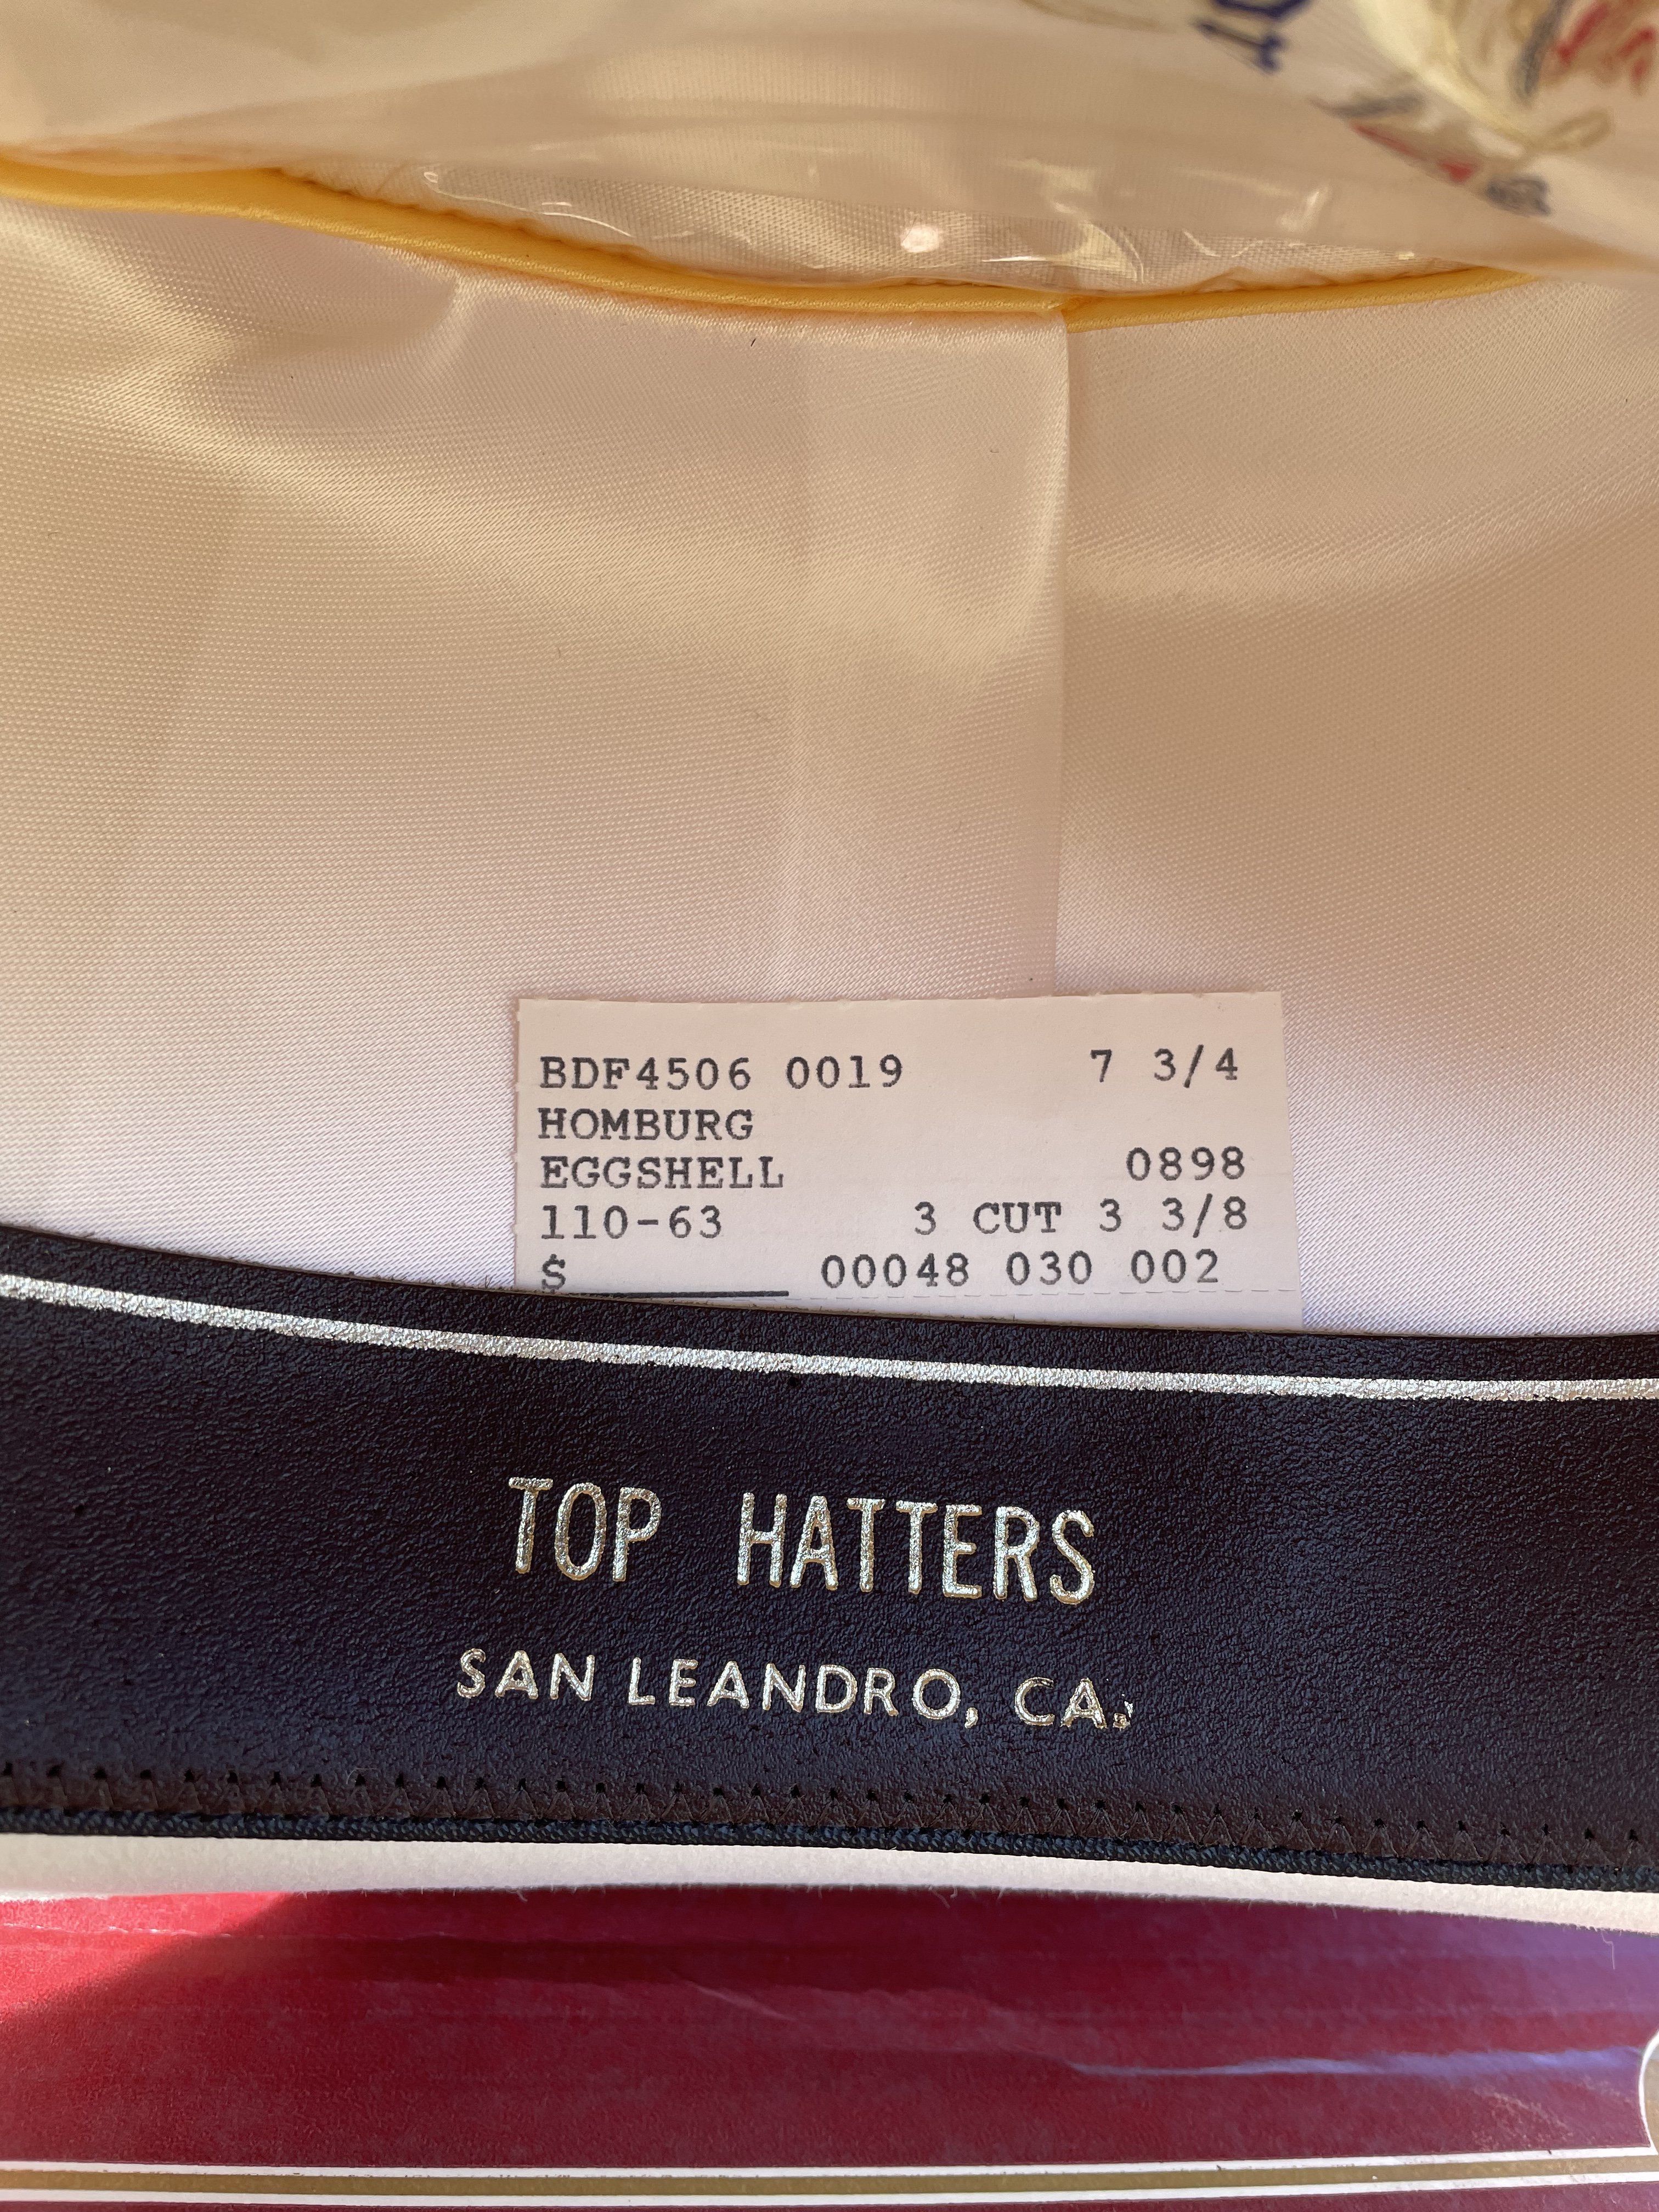 BDF4506 0019 7 3/4
HOMBURG
EGGSHELL 0898
110-63 3 CUT 3 3/8
$ 00048 030 002
TOP HATTERS
SAN LEANDRO, CA.